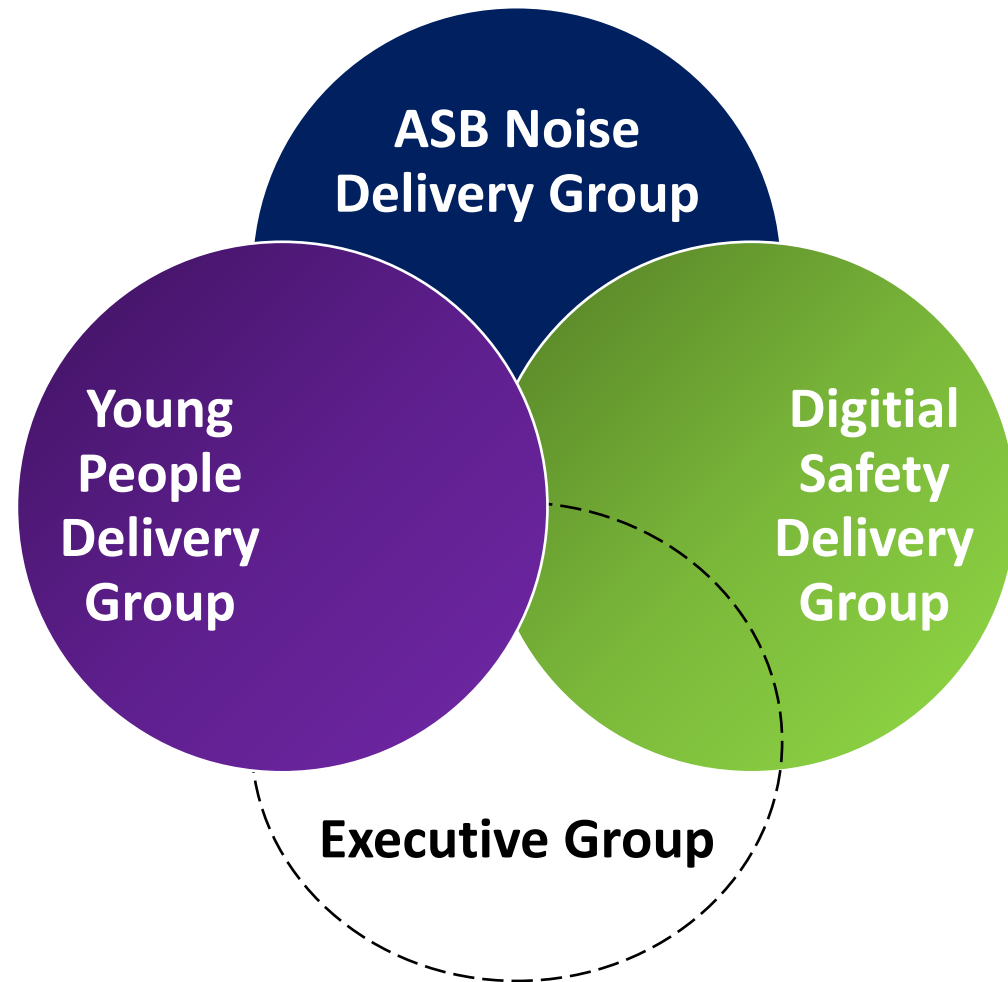 ASB Noise
Delivery Group
Young
People
Delivery
Group
Digitial
Safety
Delivery
Group
Executive Group